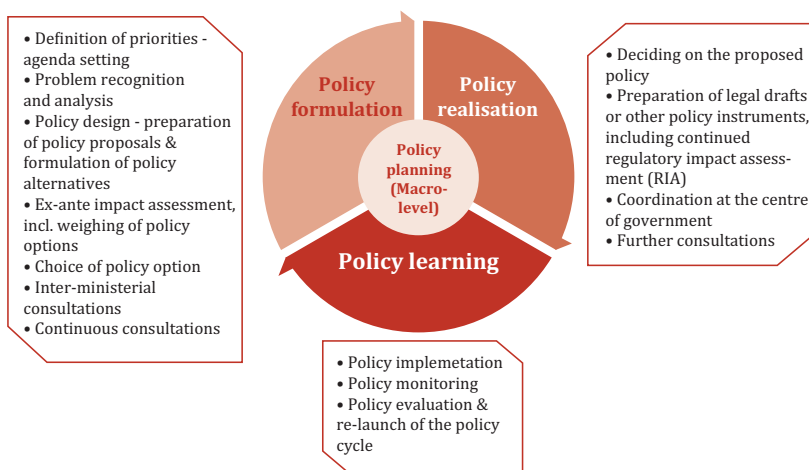 • Definition of priorities -
agenda setting
• Problem recognition
and analysis
• Policy design - preparation
of policy proposals &
formulation of policy
alternatives
• Ex-ante impact assessment,
incl. weighing of policy
options
• Choice of policy option
• Inter-ministerial
consultations
• Continuous consultations
Policy
formulation
Policy
realisation
Policy
planning
(Macro-
level)
Policy learning
• Deciding on the proposed
policy
• Preparation of legal drafts
or other policy instruments,
including continued
regulatory impact assess-
ment (RIA)
• Coordination at the centre
of government
• Further consultations
• Policy implemetation
• Policy monitoring
• Policy evaluation &
re-launch of the policy
cycle